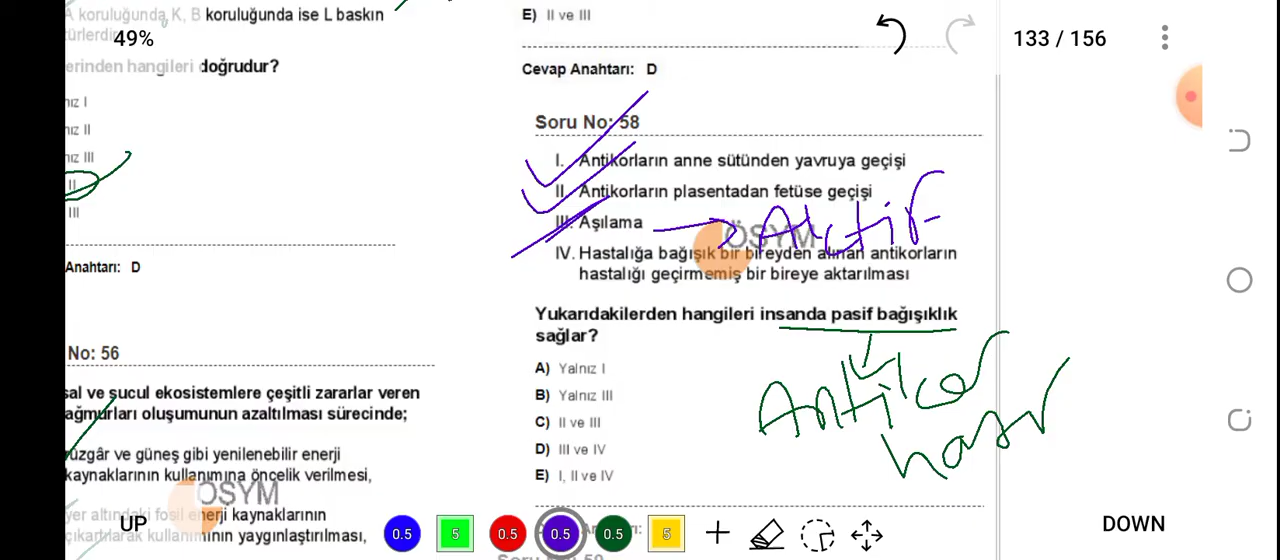 A koruluğunda K, B koruluğunda ise L baskın
türlerdir
49%
erinden hangileri doğrudur?
nız I
nız II
nız III
II
III
Anahtarı: D
No: 56
sal ve sucul ekosistemlere çeşitli zararlar veren
ağmurları oluşumunun azaltılması sürecinde;
üzgâr ve güneş gibi yenilenebilir enerji
kaynaklarının kullanımına öncelik verilmesi,
ÖSYM
yer altındaki fosil enerji kaynaklarının
çıkartılarak kullanımının yaygınlaştırılması,
UP
E) II ve III
133 / 156
Cevap Anahtarı: D
Soru No: 58
I. Antikorların anne sütünden yavruya geçişi
II. Antikorların plasentadan fetüse geçişi
III. Aşılama → Aktif
ÖSYM
IV. Hastalığa bağışık bir bireyden alınan antikorların
hastalığı geçirmemiş bir bireye aktarılması
Yukarıdakilerden hangileri insanda pasif bağışıklık
sağlar?
A) Yalnız I
B) Yalnız III
C) II ve III
D) III ve IV
E) I, II ve IV
Antikor
hazır
0.5 5 0.5 0.5 0.5 5
DOWN